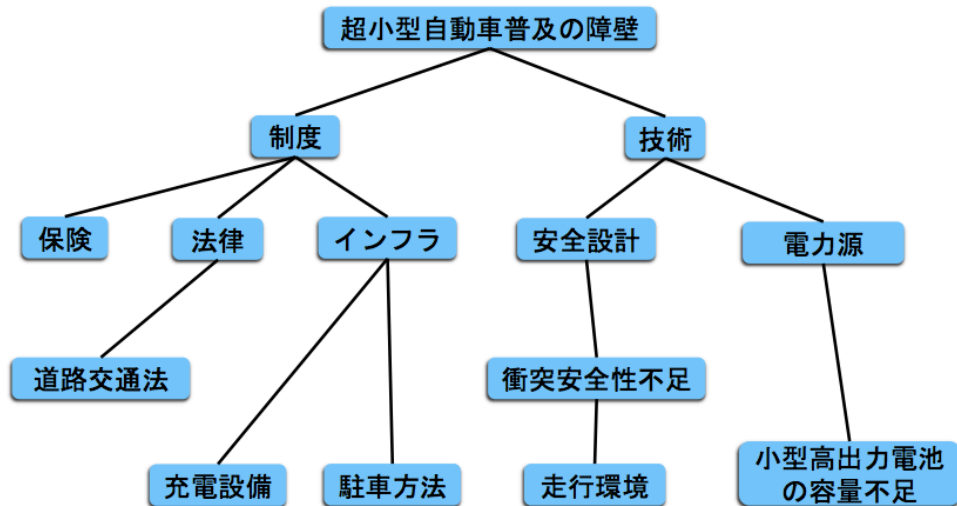 超小型自動車普及の障壁
制度
技術
保険
法律
インフラ
安全設計
電力源
道路交通法
衝突安全性不足
充電設備
駐車方法
走行環境
小型高出力電池
の容量不足